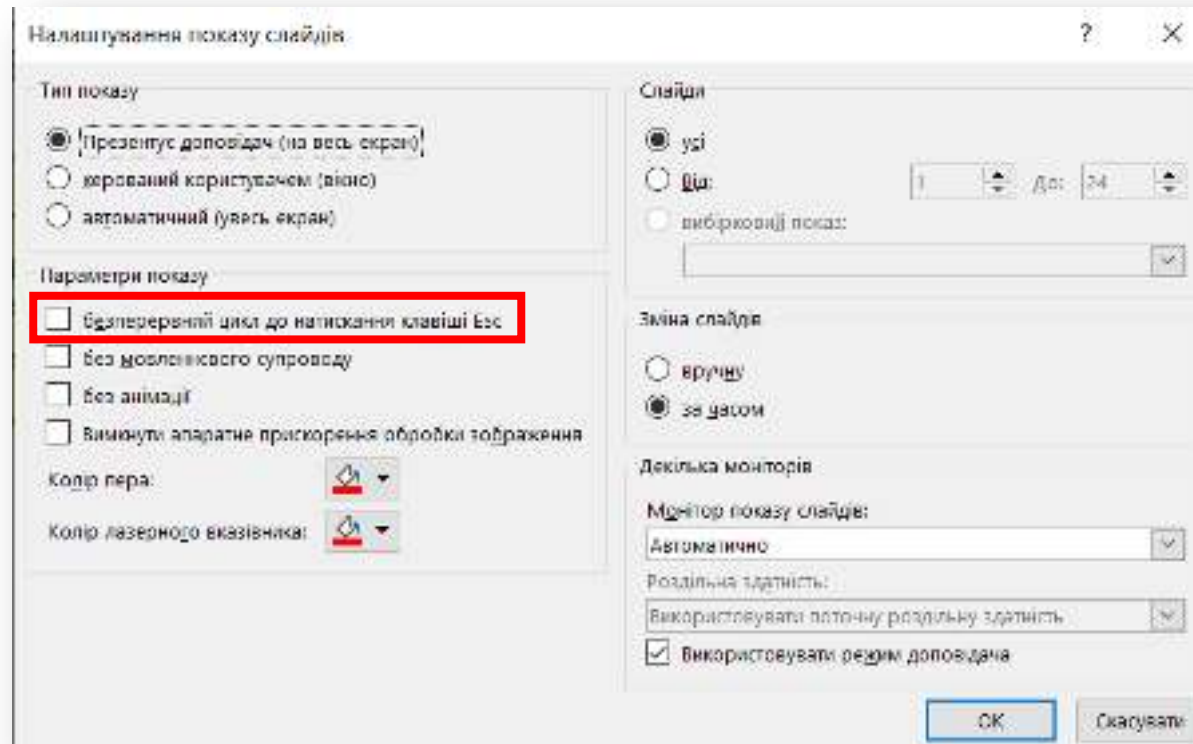 Налаштування показу слайдів ? ×
Тип показу
Презентує доповідач (на весь екран)
керований користувачем (вікно)
автоматичний (увесь екран)
Параметри показу
безперервний цикл до натискання клавіші Esc
без мовленнєвого супроводу
без анімації
Вимкнути апаратне прискорення обробки зображення
Колір пера:
Колір лазерного вказівника:
Слайди
усі
Від: 1 До: 24
вибірковий показ:
Зміна слайдів
вручну
за часом
Декілька моніторів
Монітор показу слайдів:
Автоматично
Роздільна здатність:
Використовувати поточну роздільну здатність
Використовувати режим доповідача
ОК Скасувати